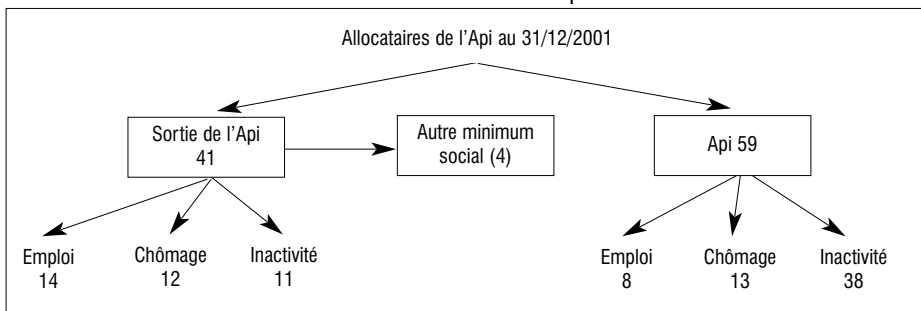 Allocataires de l'Api au 31/12/2001
Sortie de l'Api
41
Autre minimum
social (4)
Api 59
Emploi
14
Chômage
12
Inactivité
11
Emploi
8
Chômage
13
Inactivité
38